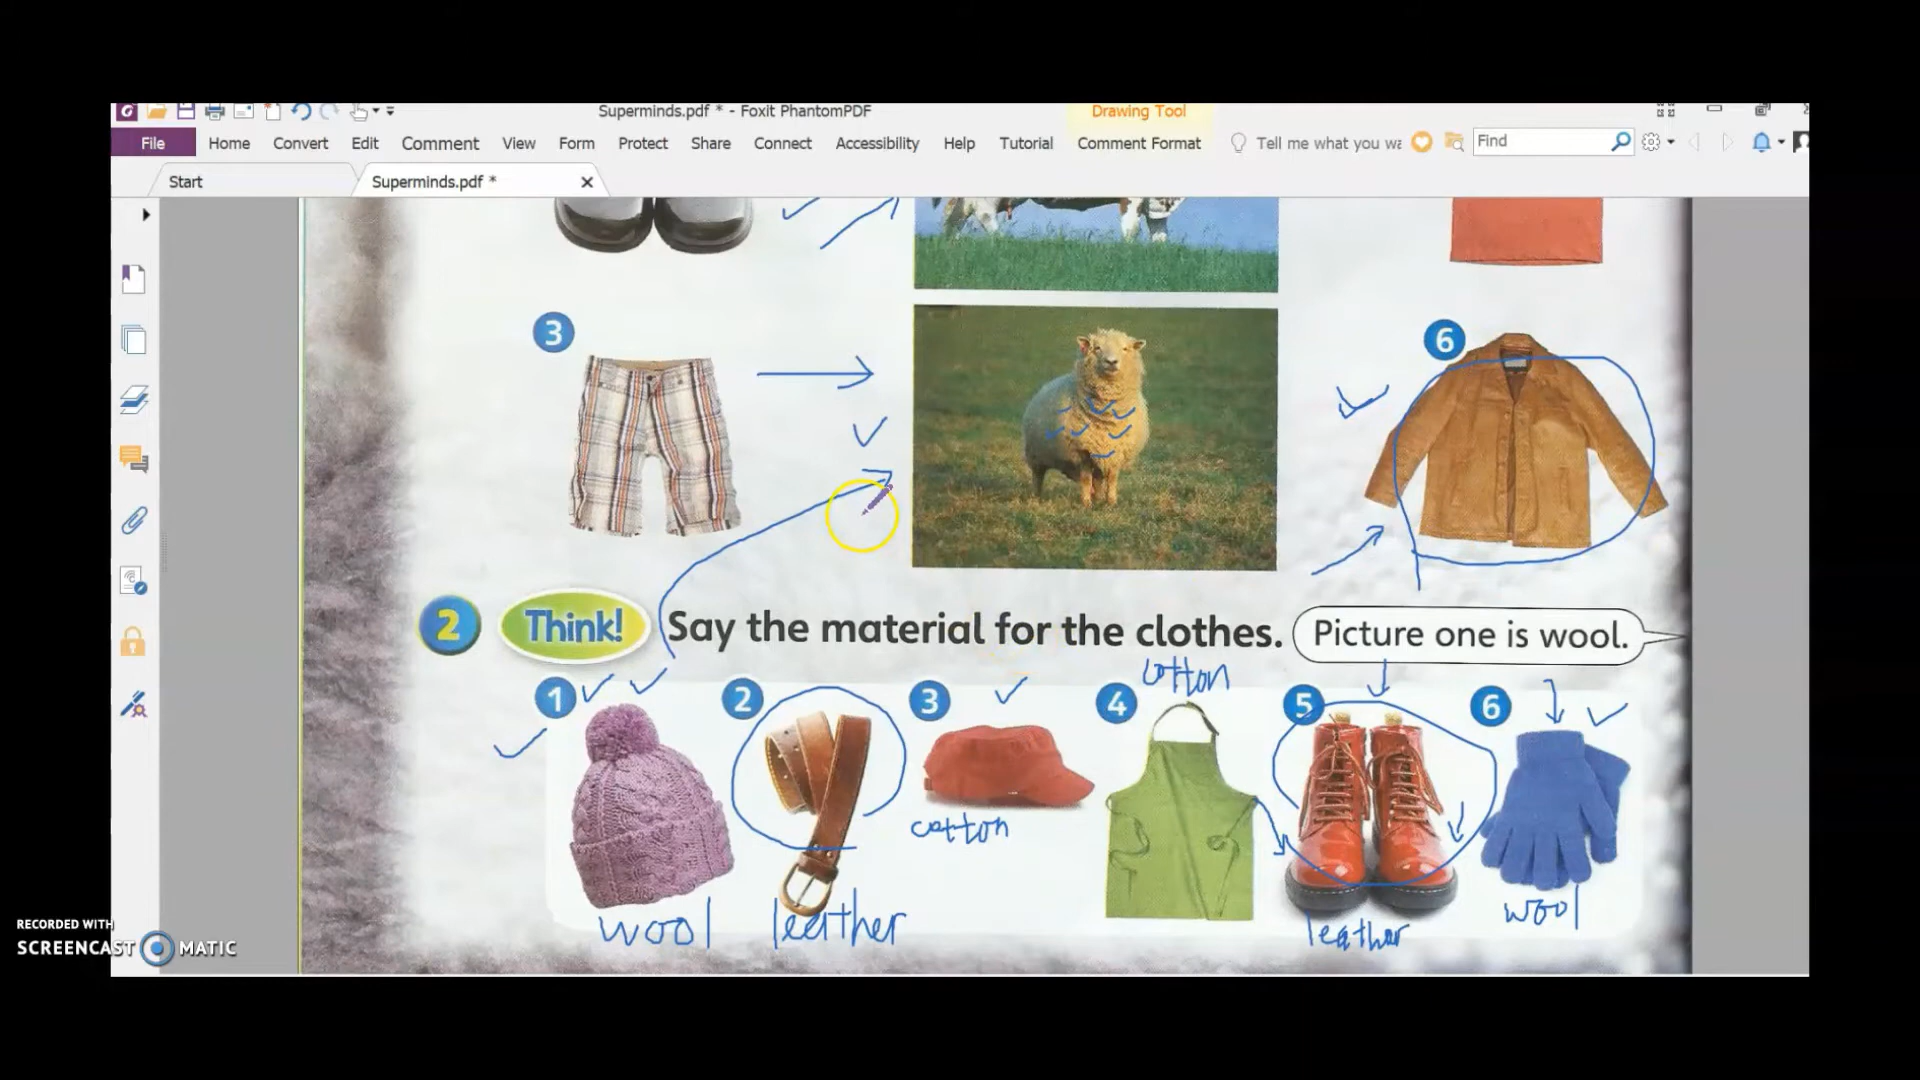 Superminds.pdf * - Foxit PhantomPDF
Drawing Tool
File Home Convert Edit Comment View Form Protect Share Connect Accessibility Help Tutorial Comment Format Tell me what you wa Find
Start Superminds.pdf *
3
6
2 Think! Say the material for the clothes. Picture one is wool.
cotton
1 2 3 4 5 6
cotton
wool leather leather wool
RECORDED WITH
SCREENCAST MATIC